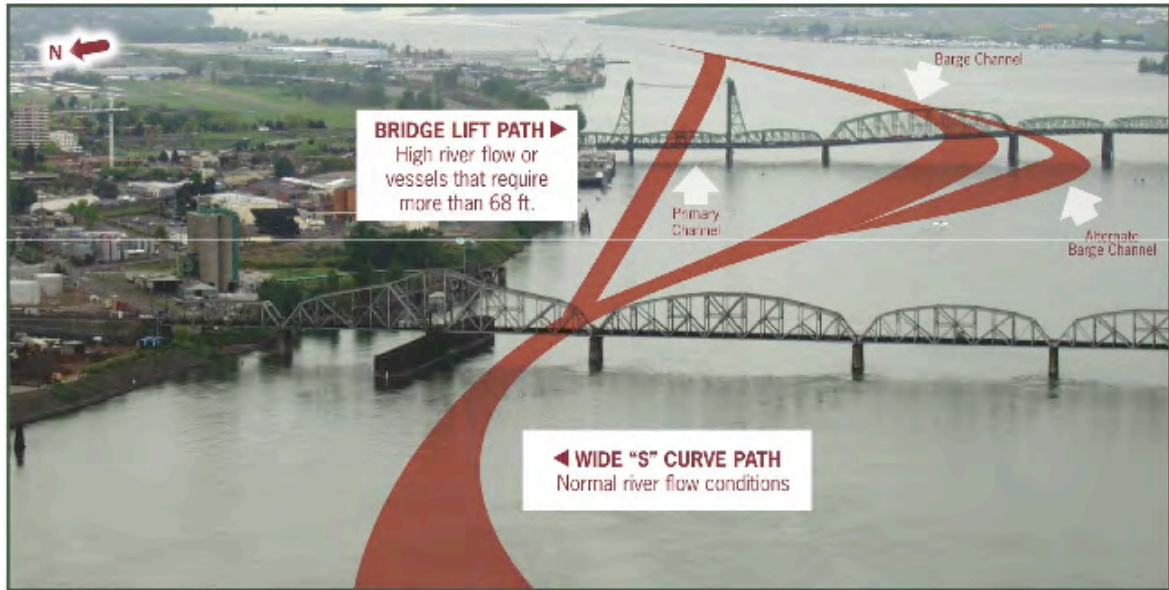 N
Barge Channel
BRIDGE LIFT PATH ▶
High river flow or
vessels that require
more than 68 ft.
Primary
Channel
Alternate
Barge Channel
◀ WIDE “S” CURVE PATH
Normal river flow conditions